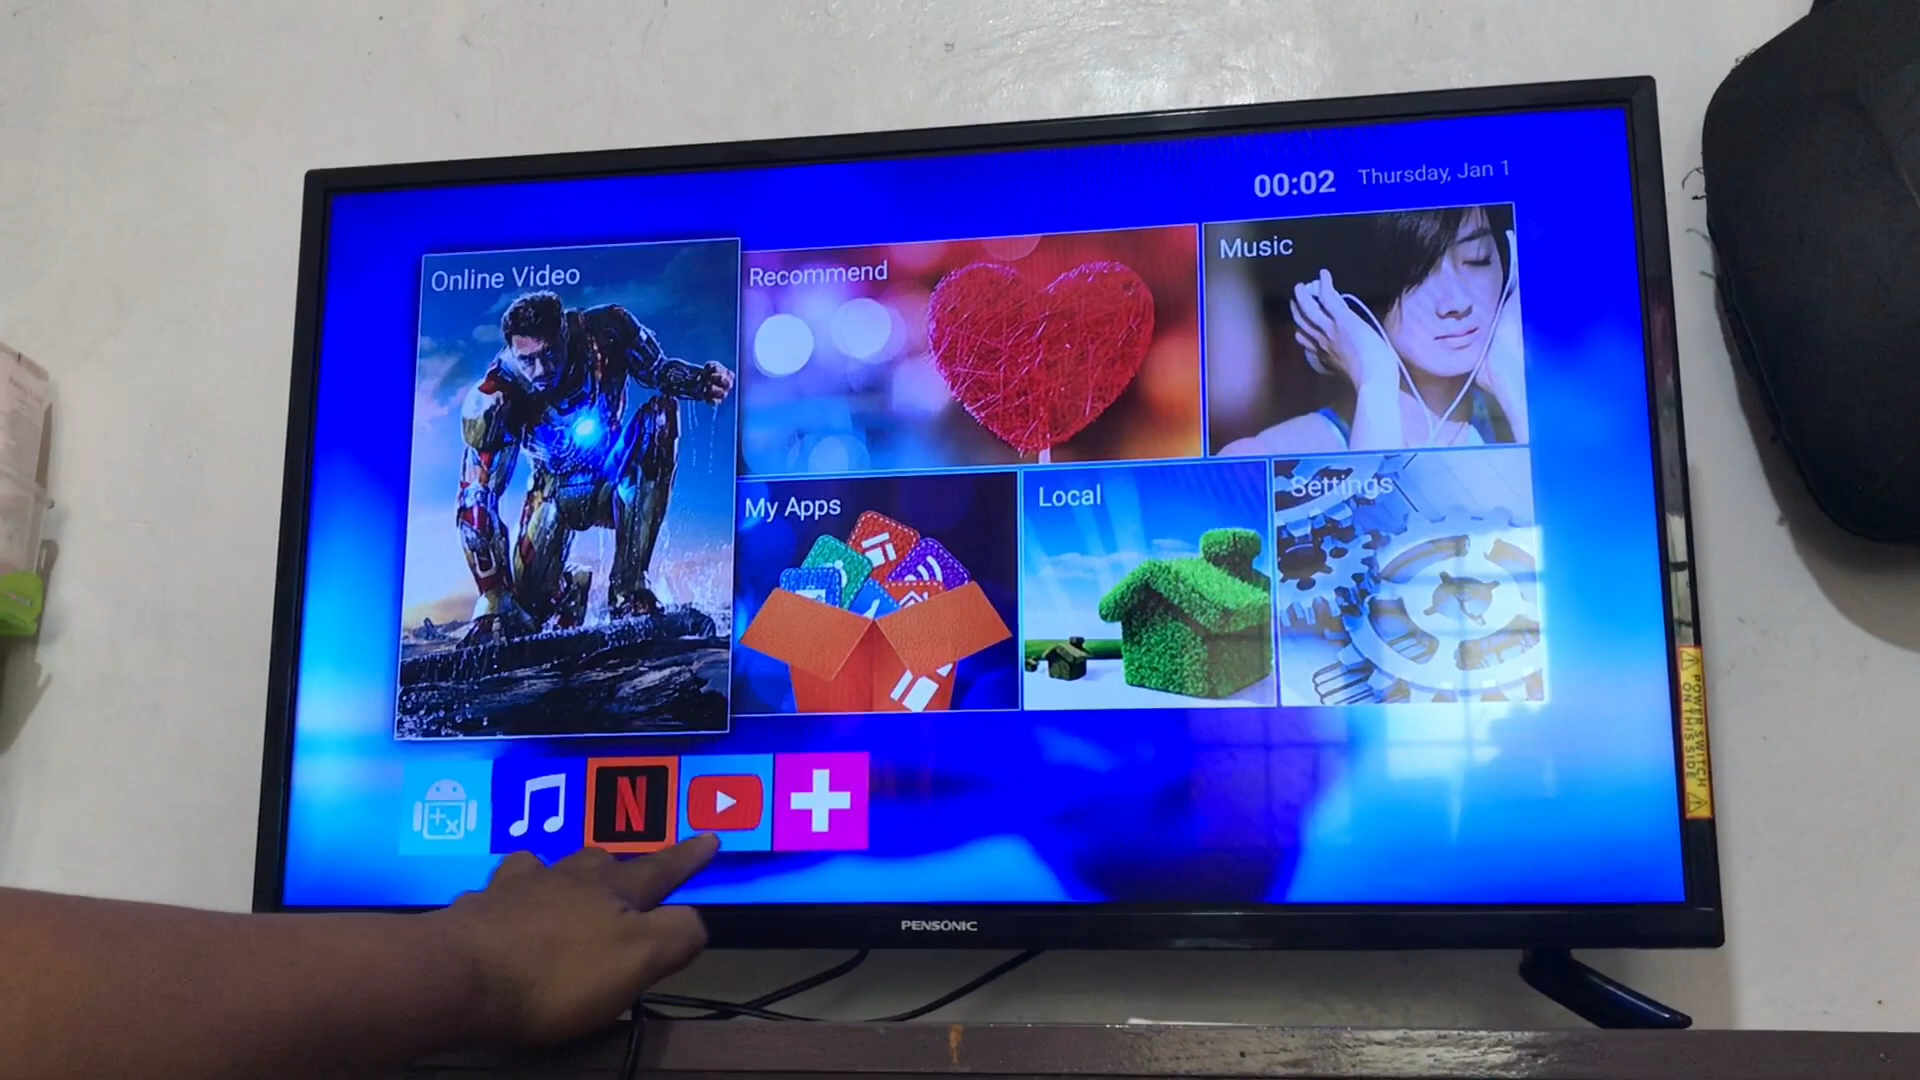 00:02 Thursday, Jan 1
Online Video
Recommend
Music
My Apps
Local
Settings
N
PENSONIC
POWER SWITCH
ON THIS SIDE